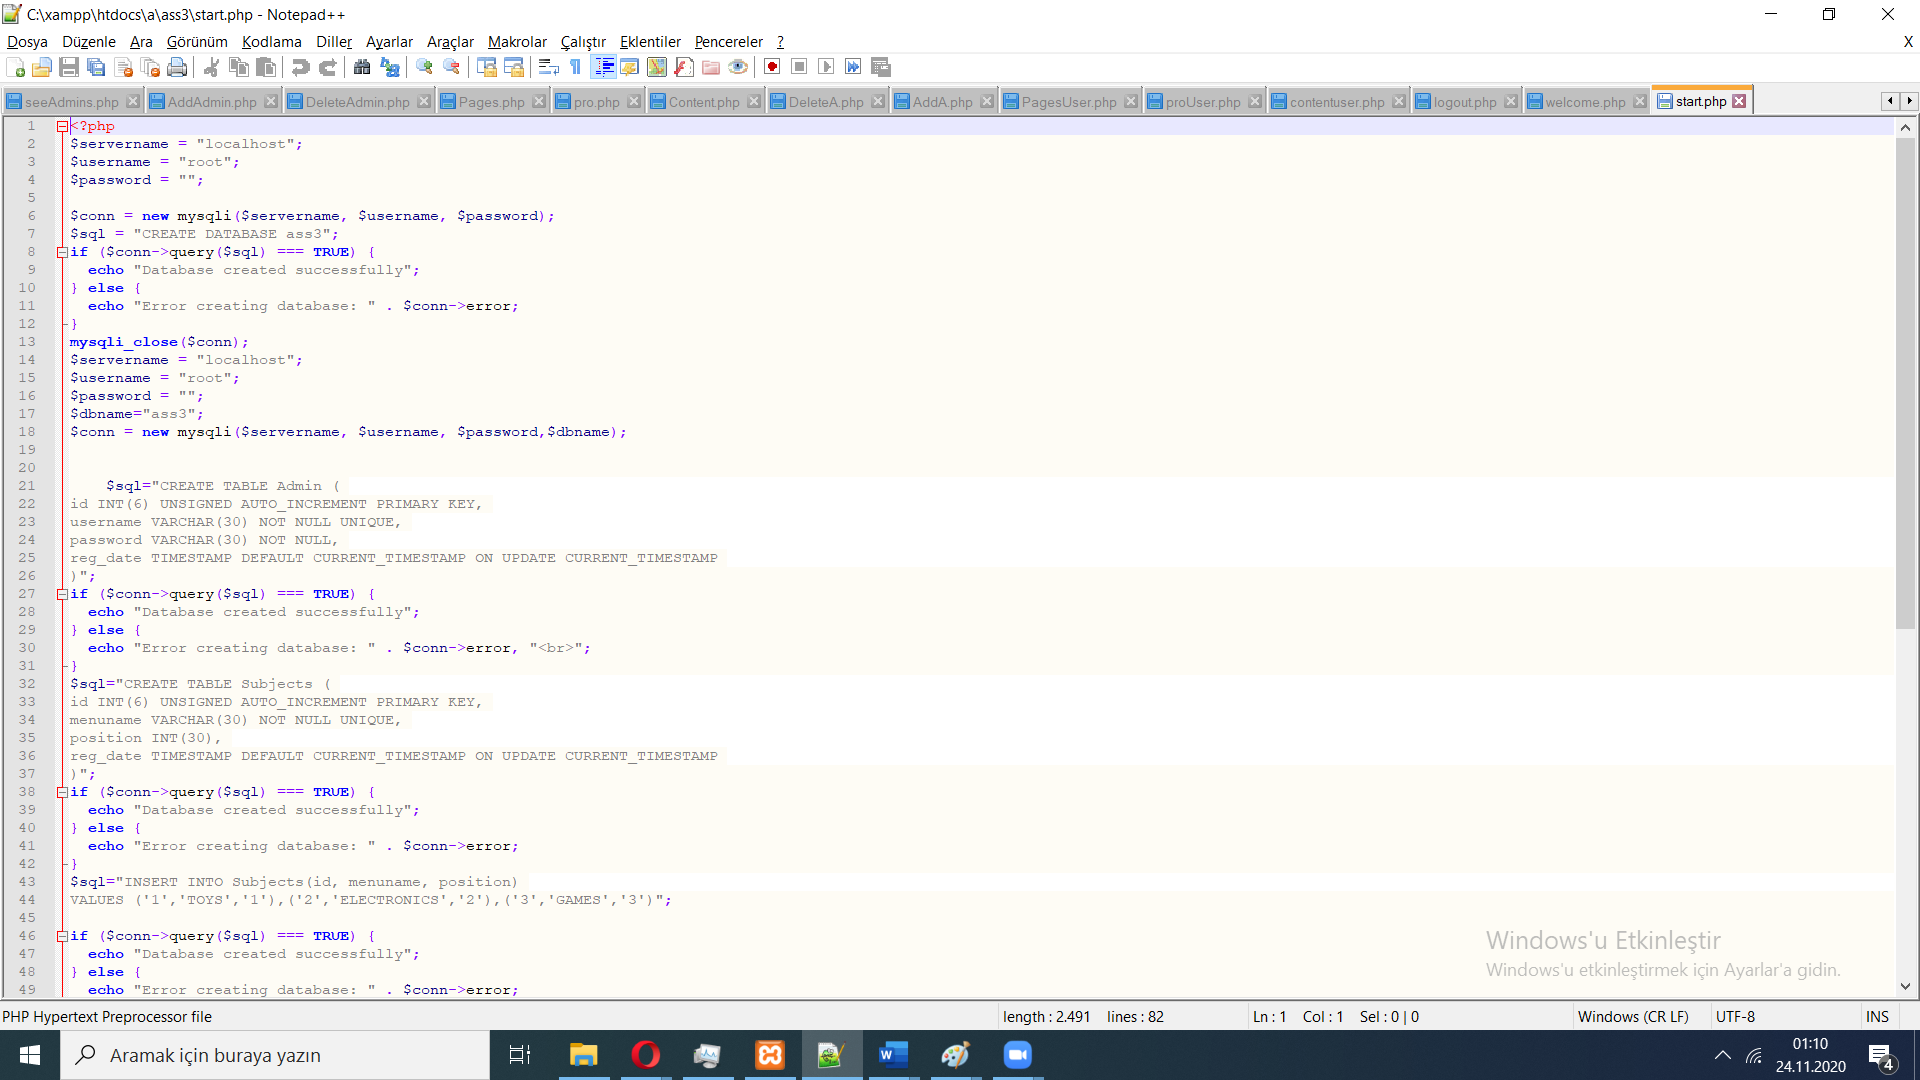 C:\xampp\htdocs\a\ass3\start.php - Notepad++
Dosya Düzenle Ara Görünüm Kodlama Diller Ayarlar Araçlar Makrolar Çalıştır Eklentiler Pencereler ? X
seeAdmins.php AddAdmin.php DeleteAdmin.php Pages.php pro.php Content.php DeleteA.php AddA.php PagesUser.php proUser.php contentuser.php logout.php welcome.php start.php
1 <?php
2 $servername = "localhost";
3 $username = "root";
4 $password = "";
5
6 $conn = new mysqli($servername, $username, $password);
7 $sql = "CREATE DATABASE ass3";
8 if ($conn->query($sql) === TRUE) {
9 echo "Database created successfully";
10 } else {
11 echo "Error creating database: " . $conn->error;
12 }
13 mysqli_close($conn);
14 $servername = "localhost";
15 $username = "root";
16 $password = "";
17 $dbname="ass3";
18 $conn = new mysqli($servername, $username, $password,$dbname);
19
20
21 $sql="CREATE TABLE Admin (
22 id INT(6) UNSIGNED AUTO_INCREMENT PRIMARY KEY,
23 username VARCHAR(30) NOT NULL UNIQUE,
24 password VARCHAR(30) NOT NULL,
25 reg_date TIMESTAMP DEFAULT CURRENT_TIMESTAMP ON UPDATE CURRENT_TIMESTAMP
26 )";
27 if ($conn->query($sql) === TRUE) {
28 echo "Database created successfully";
29 } else {
30 echo "Error creating database: " . $conn->error, "<br>";
31 }
32 $sql="CREATE TABLE Subjects (
33 id INT(6) UNSIGNED AUTO_INCREMENT PRIMARY KEY,
34 menuname VARCHAR(30) NOT NULL UNIQUE,
35 position INT(30),
36 reg_date TIMESTAMP DEFAULT CURRENT_TIMESTAMP ON UPDATE CURRENT_TIMESTAMP
37 )";
38 if ($conn->query($sql) === TRUE) {
39 echo "Database created successfully";
40 } else {
41 echo "Error creating database: " . $conn->error;
42 }
43 $sql="INSERT INTO Subjects(id, menuname, position)
44 VALUES ('1','TOYS','1'),('2','ELECTRONICS','2'),('3','GAMES','3')";
45
46 if ($conn->query($sql) === TRUE) {
47 echo "Database created successfully";
48 } else {
49 echo "Error creating database: " . $conn->error;
Windows'u Etkinleştir
Windows'u etkinleştirmek için Ayarlar'a gidin.
PHP Hypertext Preprocessor file length : 2.491 lines : 82 Ln : 1 Col : 1 Sel : 0 | 0 Windows (CR LF) UTF-8 INS
Aramak için buraya yazın
01:10
24.11.2020
4